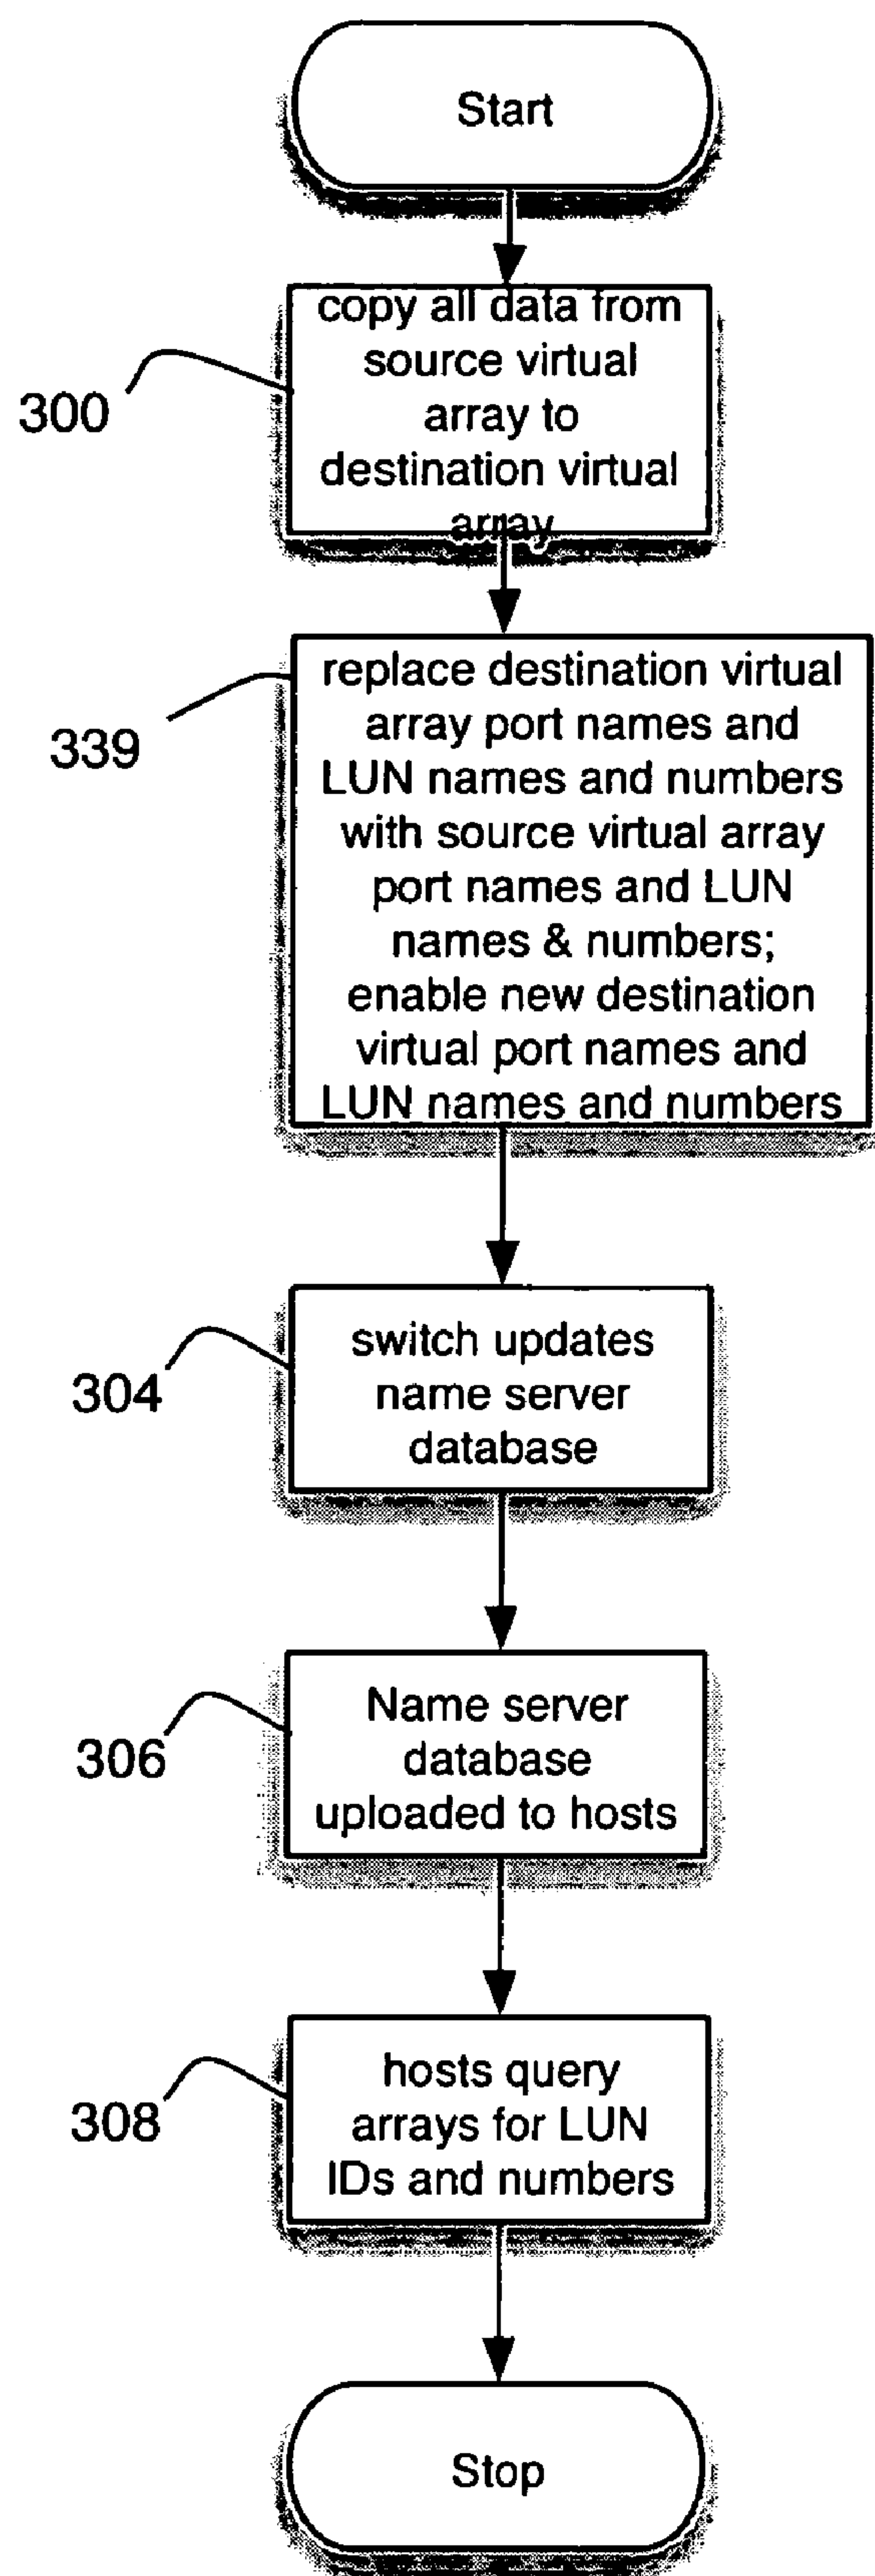 Start
copy all data from
source virtual
array to
destination virtual
array
300
replace destination virtual
array port names and
LUN names and numbers
with source virtual array
port names and LUN
names & numbers;
enable new destination
virtual port names and
LUN names and numbers
339
switch updates
name server
database
304
Name server
database
uploaded to hosts
306
hosts query
arrays for LUN
IDs and numbers
308
Stop